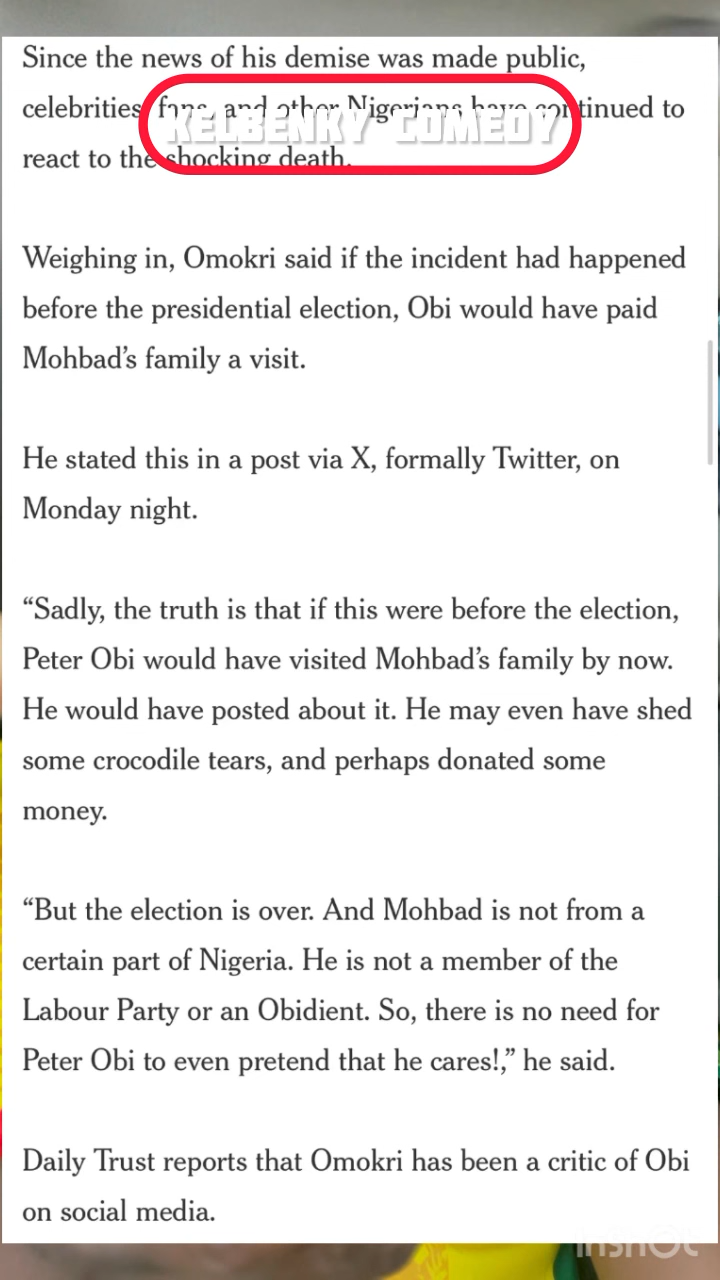 Since the news of his demise was made public,
celebrities, fans, and other Nigerians have continued to
KELBENKY COMEDY
react to the shocking death.
Weighing in, Omokri said if the incident had happened
before the presidential election, Obi would have paid
Mohbad’s family a visit.
He stated this in a post via X, formally Twitter, on
Monday night.
“Sadly, the truth is that if this were before the election,
Peter Obi would have visited Mohbad’s family by now.
He would have posted about it. He may even have shed
some crocodile tears, and perhaps donated some
money.
“But the election is over. And Mohbad is not from a
certain part of Nigeria. He is not a member of the
Labour Party or an Obidient. So, there is no need for
Peter Obi to even pretend that he cares!,” he said.
Daily Trust reports that Omokri has been a critic of Obi
on social media.
InShOt